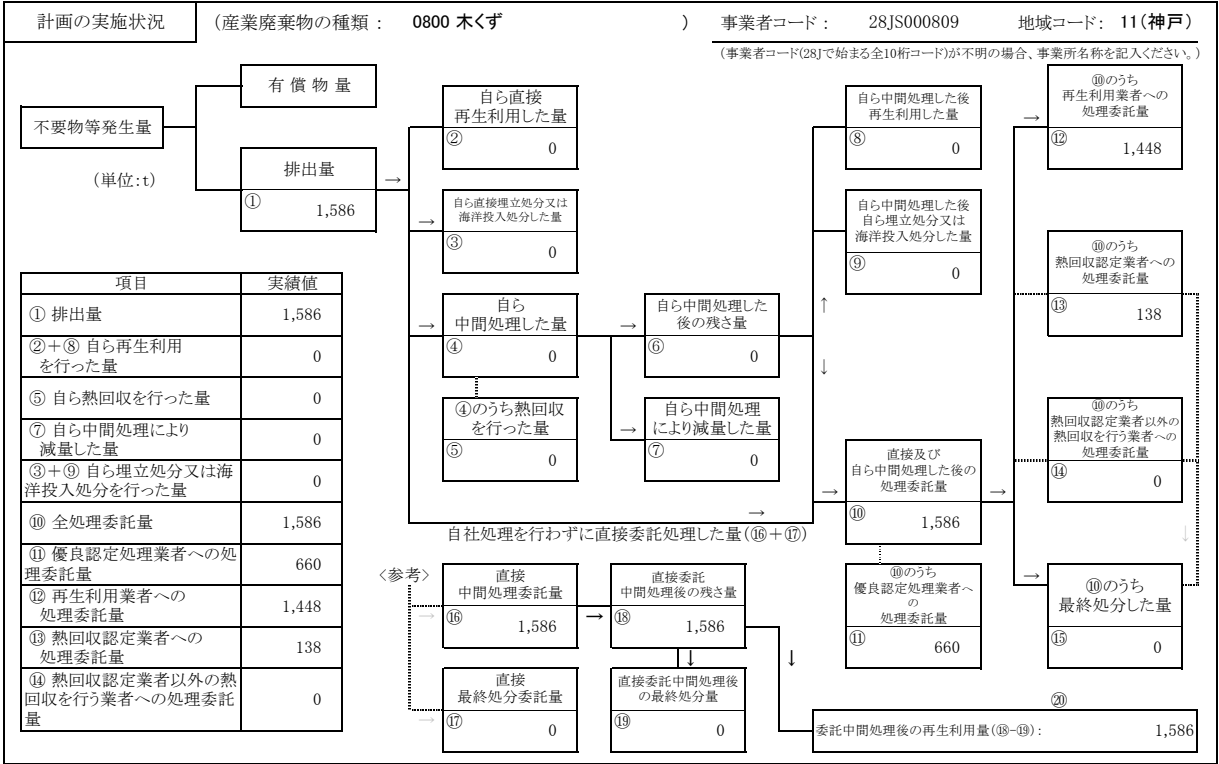 計画の実施状況 (産業廃棄物の種類： 0800 木くず ) 事業者コード： 28JS000809 地域コード： 11(神戸)
(事業者コード(28Jで始まる全10桁コード)が不明の場合、事業所名称を記入ください。)
不要物等発生量
(単位:t)
有償物量
排出量
① 1,586
→
自ら直接
再生利用した量
② 0
→
自ら直接埋立処分又は
海洋投入処分した量
③ 0
→
自ら
中間処理した量
④ 0
④のうち熱回収
を行った量
⑤ 0
→
自ら中間処理した
後の残さ量
⑥ 0
→
自ら中間処理
により減量した量
⑦ 0
自ら中間処理した後
再生利用した量
⑧ 0
自ら中間処理した後
自ら埋立処分又は
海洋投入処分した量
⑨ 0
↑
↓
→
自社処理を行わずに直接委託処理した量(⑯＋⑰)
→
直接及び
自ら中間処理した後の
処理委託量
⑩ 1,586
→
⑩のうち
優良認定処理業者へ
の
処理委託量
⑪ 660
→
⑩のうち
再生利用業者への
処理委託量
⑫ 1,448
⑩のうち
熱回収認定業者への
処理委託量
⑬ 138
⑩のうち
熱回収認定業者以外の
熱回収を行う業者への
処理委託量
⑭ 0
↓
→
⑩のうち
最終処分した量
⑮ 0
項目 実績値
① 排出量 1,586
②＋⑧ 自ら再生利用
を行った量 0
⑤ 自ら熱回収を行った量 0
⑦ 自ら中間処理により
減量した量 0
③＋⑨ 自ら埋立処分又は海
洋投入処分を行った量 0
⑩ 全処理委託量 1,586
⑪ 優良認定処理業者への処
理委託量 660
⑫ 再生利用業者への
処理委託量 1,448
⑬ 熱回収認定業者への
処理委託量 138
⑭ 熱回収認定業者以外の熱
回収を行う業者への処理委託
量 0
〈参考〉
→
直接
中間処理委託量
⑯ 1,586
→
直接委託
中間処理後の残さ量
⑱ 1,586
↓
↓
→
直接
最終処分委託量
⑰ 0
直接委託中間処理後
の最終処分量
⑲ 0
⑳
委託中間処理後の再生利用量(⑱-⑲)： 1,586